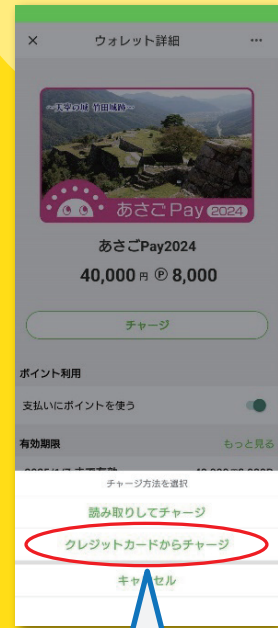 × ウォレット詳細 …
~天空の城 竹田城跡~
あさごPay 2024
あさごPay2024
40,000 円 Ⓟ 8,000
チャージ
ポイント利用
支払いにポイントを使う
有効期限 もっと見る
チャージ方法を選択
読み取りしてチャージ
クレジットカードからチャージ
キャンセル